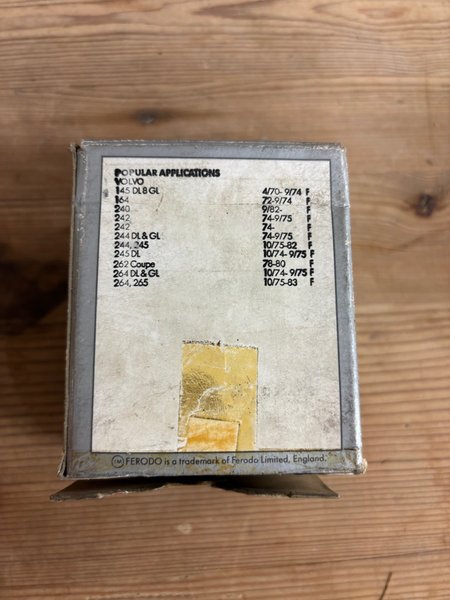 POPULAR APPLICATIONS
VOLVO
145 DL8 GL 4/70- 9/74 F
164 72-9/74 F
240 9/82- F
242 74-9/75 F
242 74- F
244 DL & GL 74-9/75 F
244, 245 10/75-82 F
245 DL 10/74- 9/75 F
262 Coupe 78-80 F
264 DL & GL 10/74- 9/75 F
264, 265 10/75-83 F
TM FERODO is a trademark of Ferodo Limited, England.